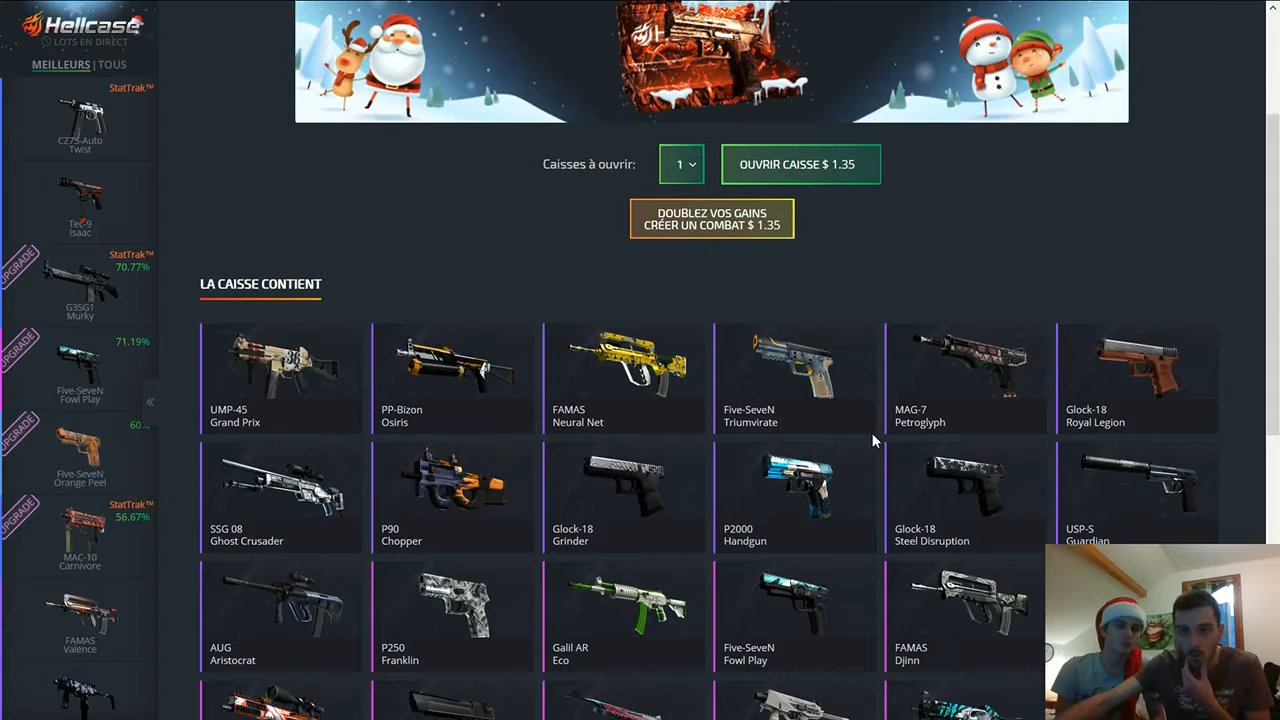 Hellcase
LOTS EN DIRECT
MEILLEURS | TOUS
StatTrak™
CZ75-Auto
Twist
Tec-9
Isaac
UPGRADE
StatTrak™
70.77%
G3SG1
Murky
UPGRADE
71.19%
Five-SeveN
Fowl Play
UPGRADE
60%
Five-SeveN
Orange Peel
UPGRADE
StatTrak™
56.67%
MAC-10
Carnivore
FAMAS
Valence
Caisses à ouvrir:
1
OUVRIR CAISSE $ 1.35
DOUBLEZ VOS GAINS
CRÉER UN COMBAT $ 1.35
LA CAISSE CONTIENT
UMP-45
Grand Prix
PP-Bizon
Osiris
FAMAS
Neural Net
Five-SeveN
Triumvirate
MAG-7
Petroglyph
Glock-18
Royal Legion
SSG 08
Ghost Crusader
P90
Chopper
Glock-18
Grinder
P2000
Handgun
Glock-18
Steel Disruption
USP-S
Guardian
AUG
Aristocrat
P250
Franklin
Galil AR
Eco
Five-SeveN
Fowl Play
FAMAS
Djinn